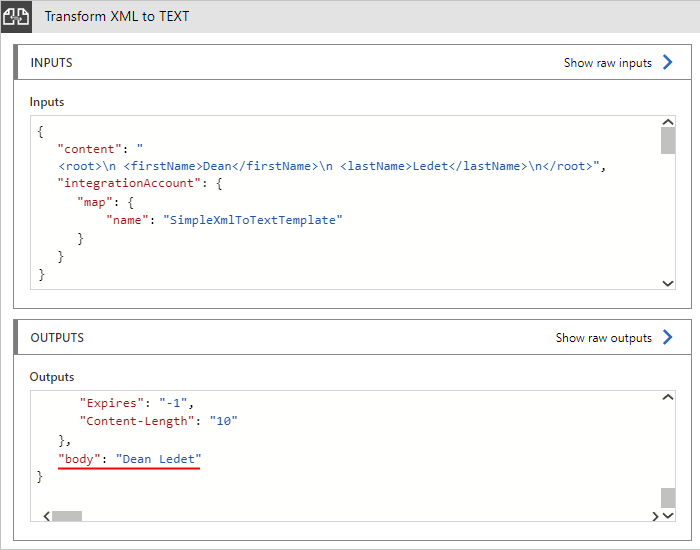 Transform XML to TEXT
INPUTS
Show raw inputs
Inputs
{
"content": "
<root>\n <firstName>Dean</firstName>\n <lastName>Ledet</lastName>\n</root>",
"integrationAccount": {
"map": {
"name": "SimpleXmlToTextTemplate"
}
}
}
OUTPUTS
Show raw outputs
Outputs
"Expires": "-1",
"Content-Length": "10"
},
"body": "Dean Ledet"
}